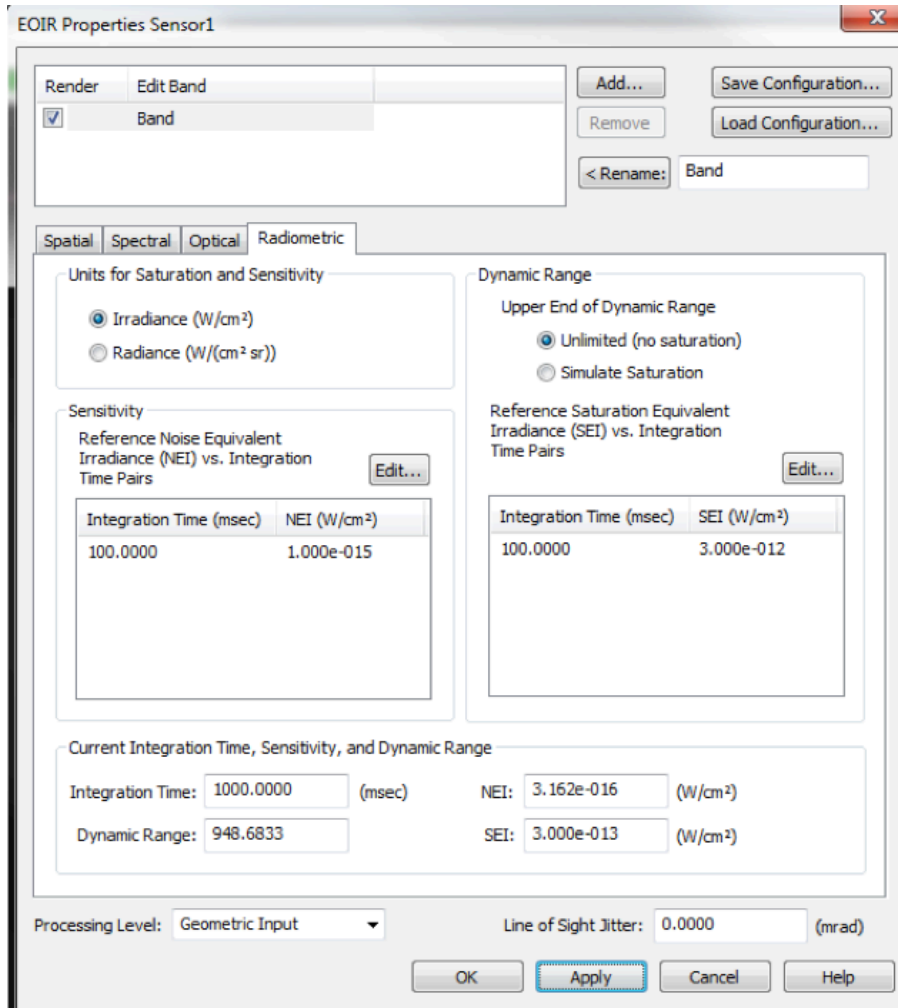 EOIR Properties Sensor1
Render Edit Band
Band
Add...
Save Configuration...
Remove
Load Configuration...
< Rename:
Band
Spatial Spectral Optical Radiometric
Units for Saturation and Sensitivity
Irradiance (W/cm²)
Radiance (W/(cm² sr))
Sensitivity
Reference Noise Equivalent
Irradiance (NEI) vs. Integration
Time Pairs
Edit...
Integration Time (msec) NEI (W/cm²)
100.0000 1.000e-015
Dynamic Range
Upper End of Dynamic Range
Unlimited (no saturation)
Simulate Saturation
Reference Saturation Equivalent
Irradiance (SEI) vs. Integration
Time Pairs
Edit...
Integration Time (msec) SEI (W/cm²)
100.0000 3.000e-012
Current Integration Time, Sensitivity, and Dynamic Range
Integration Time: 1000.0000 (msec) NEI: 3.162e-016 (W/cm²)
Dynamic Range: 948.6833 SEI: 3.000e-013 (W/cm²)
Processing Level: Geometric Input Line of Sight Jitter: 0.0000 (mrad)
OK Apply Cancel Help